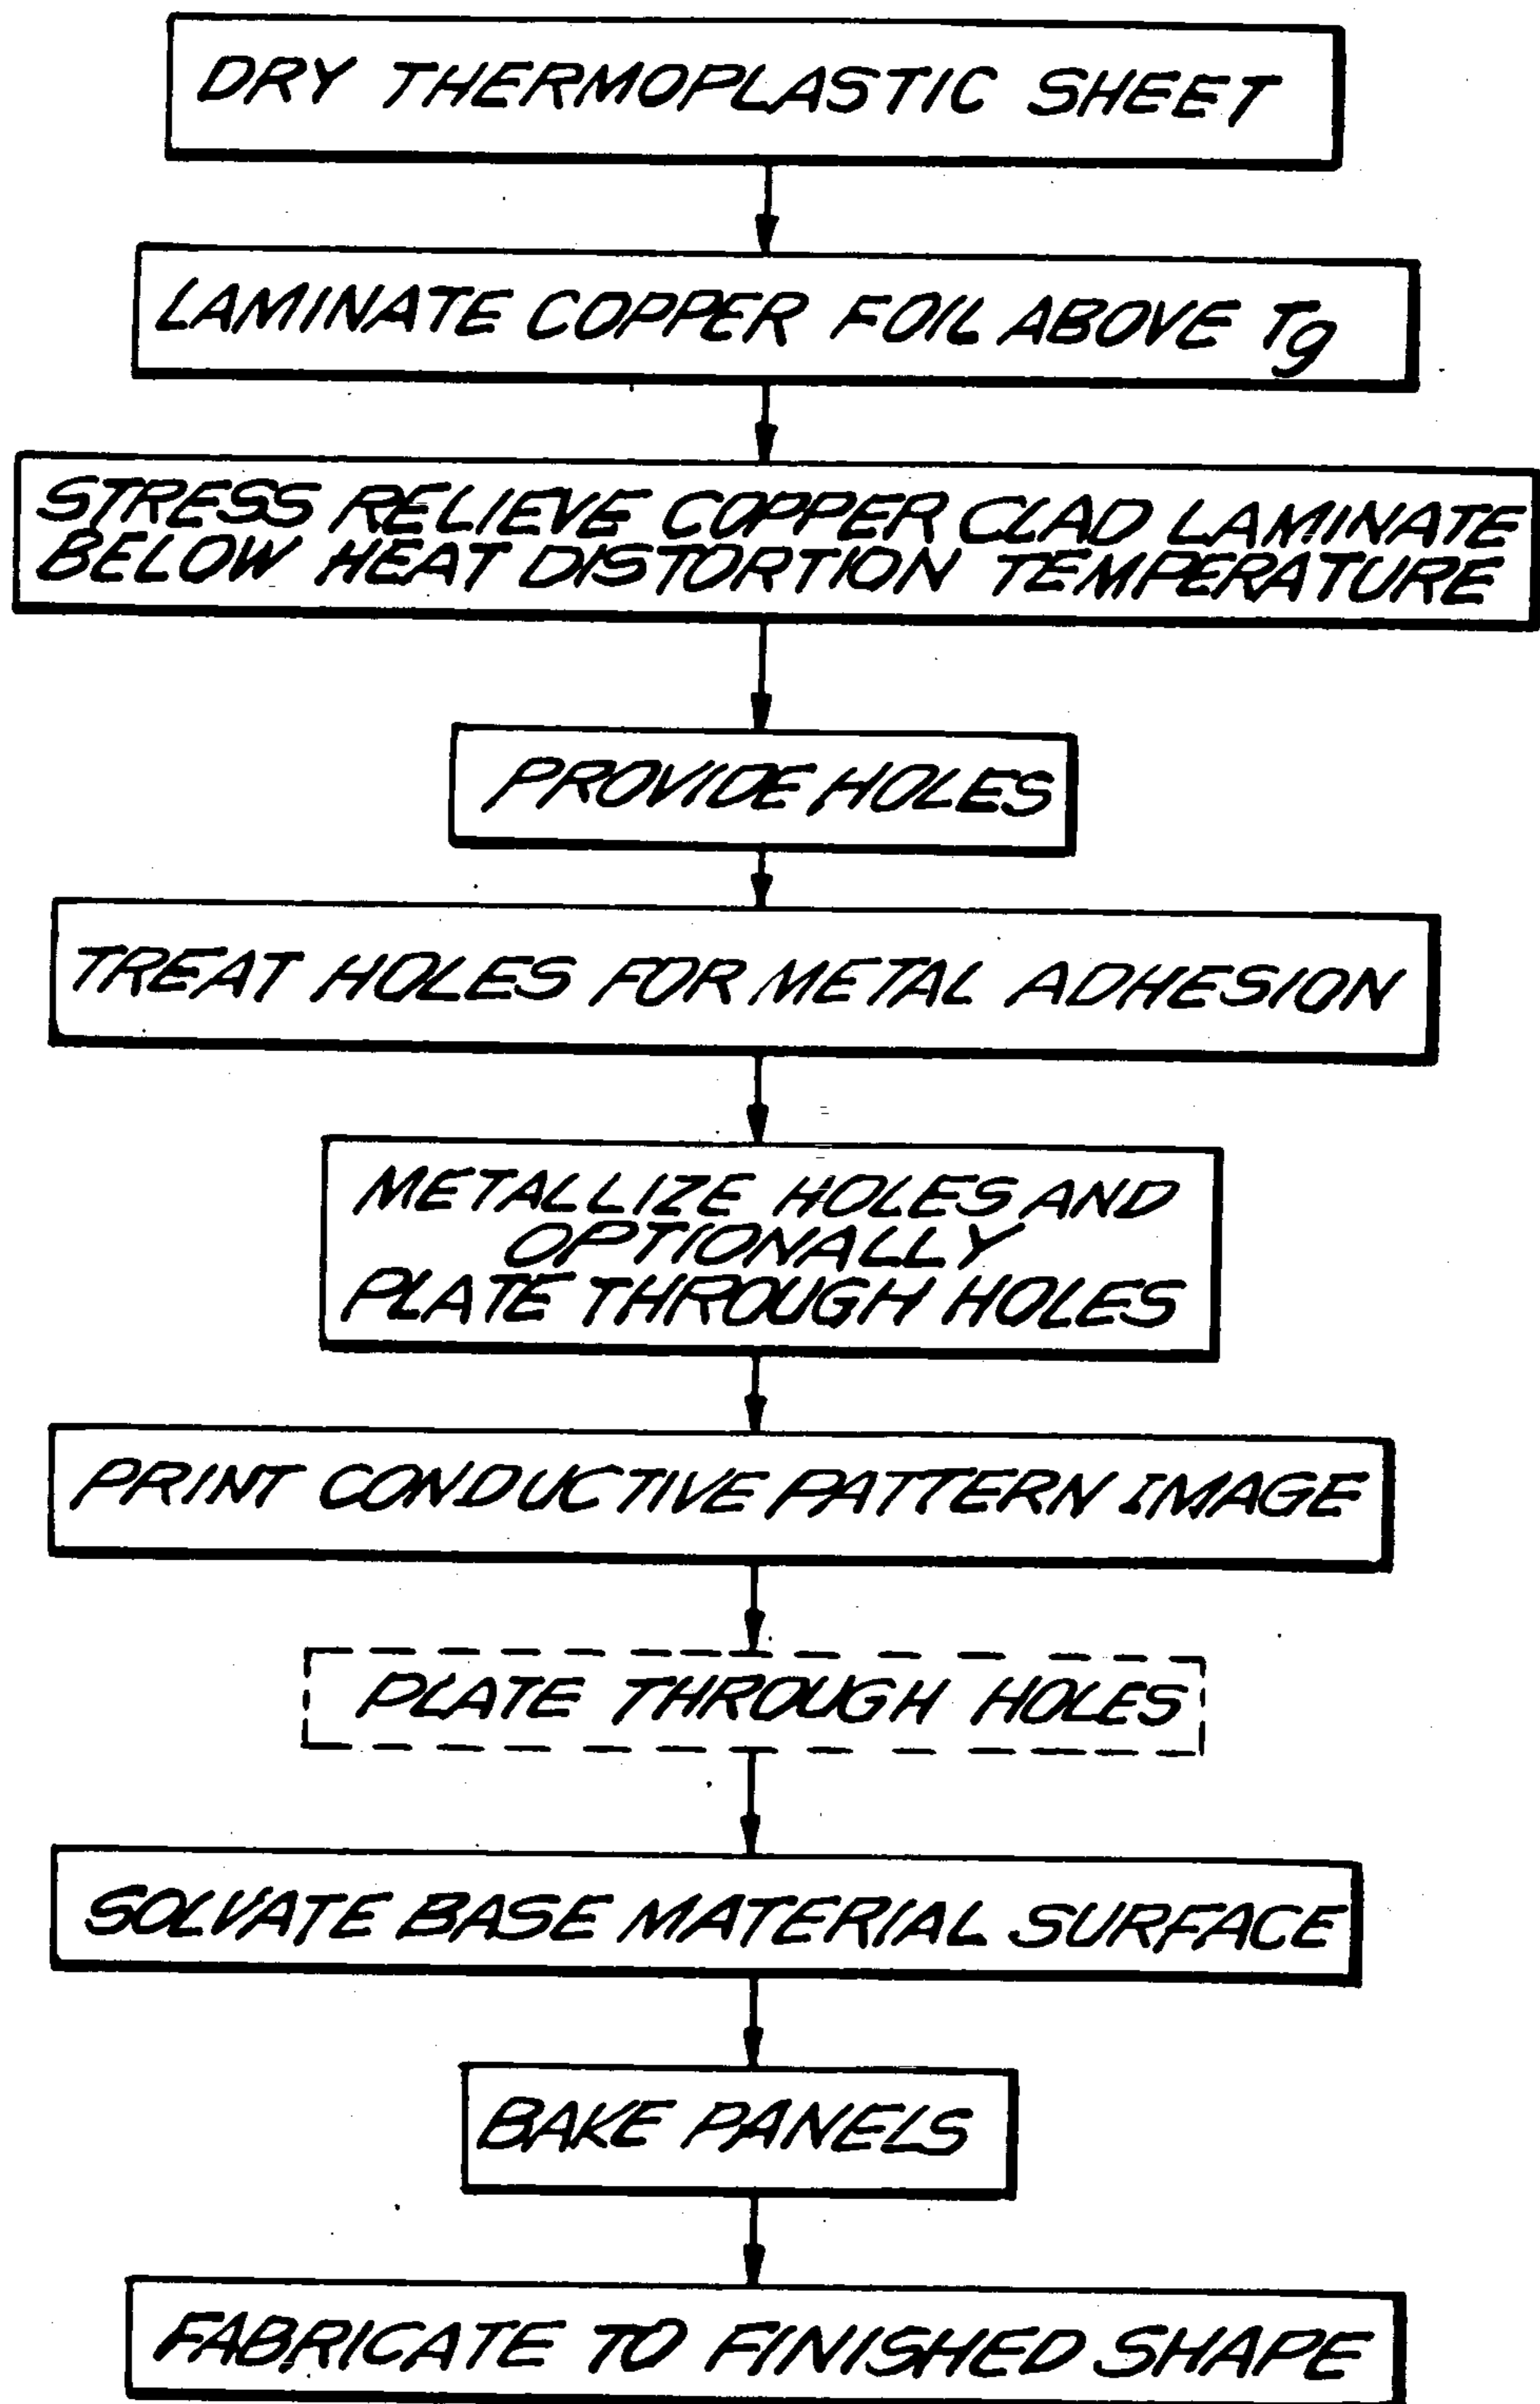 DRY THERMOPLASTIC SHEET
LAMINATE COPPER FOIL ABOVE Tg
STRESS RELIEVE COPPER CLAD LAMINATE
BELOW HEAT DISTORTION TEMPERATURE
PROVIDE HOLES
TREAT HOLES FOR METAL ADHESION
METALLIZE HOLES AND
OPTIONALLY
PLATE THROUGH HOLES
PRINT CONDUCTIVE PATTERN IMAGE
PLATE THROUGH HOLES
SOLVATE BASE MATERIAL SURFACE
BAKE PANELS
FABRICATE TO FINISHED SHAPE